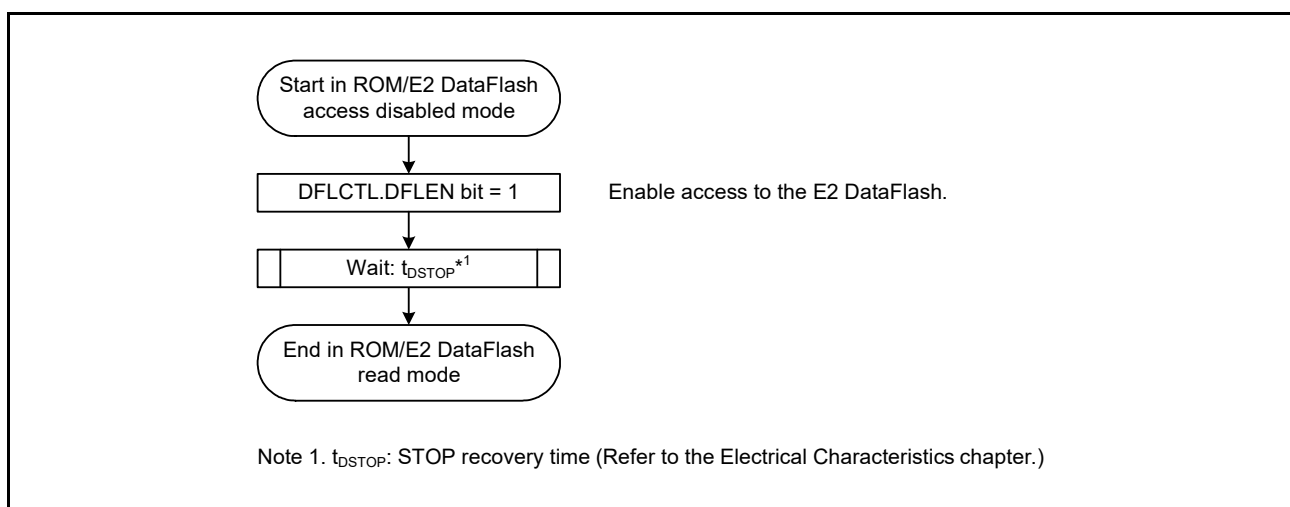 Start in ROM/E2 DataFlash
access disabled mode
DFLCTL.DFLEN bit = 1
Enable access to the E2 DataFlash.
Wait: tDSTOP*1
End in ROM/E2 DataFlash
read mode
Note 1. tDSTOP: STOP recovery time (Refer to the Electrical Characteristics chapter.)